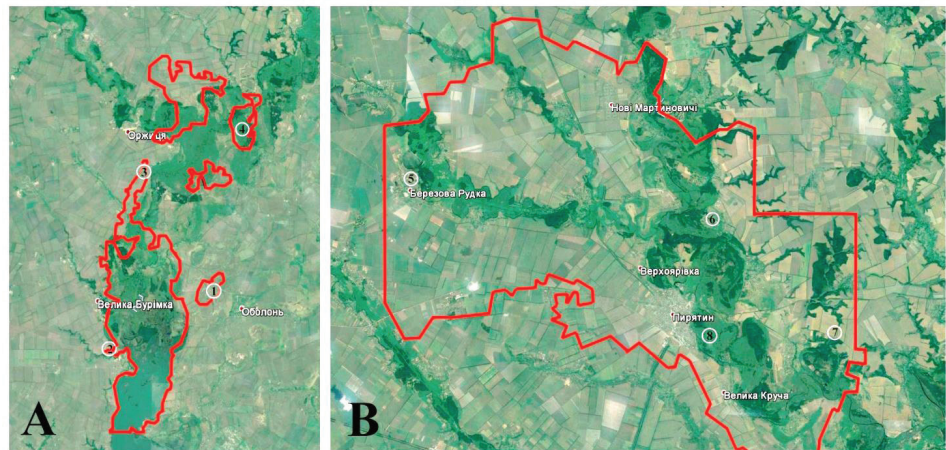 Оржиця
4
3
1
Велика Бурімка
Оболонь
2
A
Нові Мартиновичі
5
Березова Рудка
6
Верхоярівка
Пирятин
8
7
Велика Круча
B